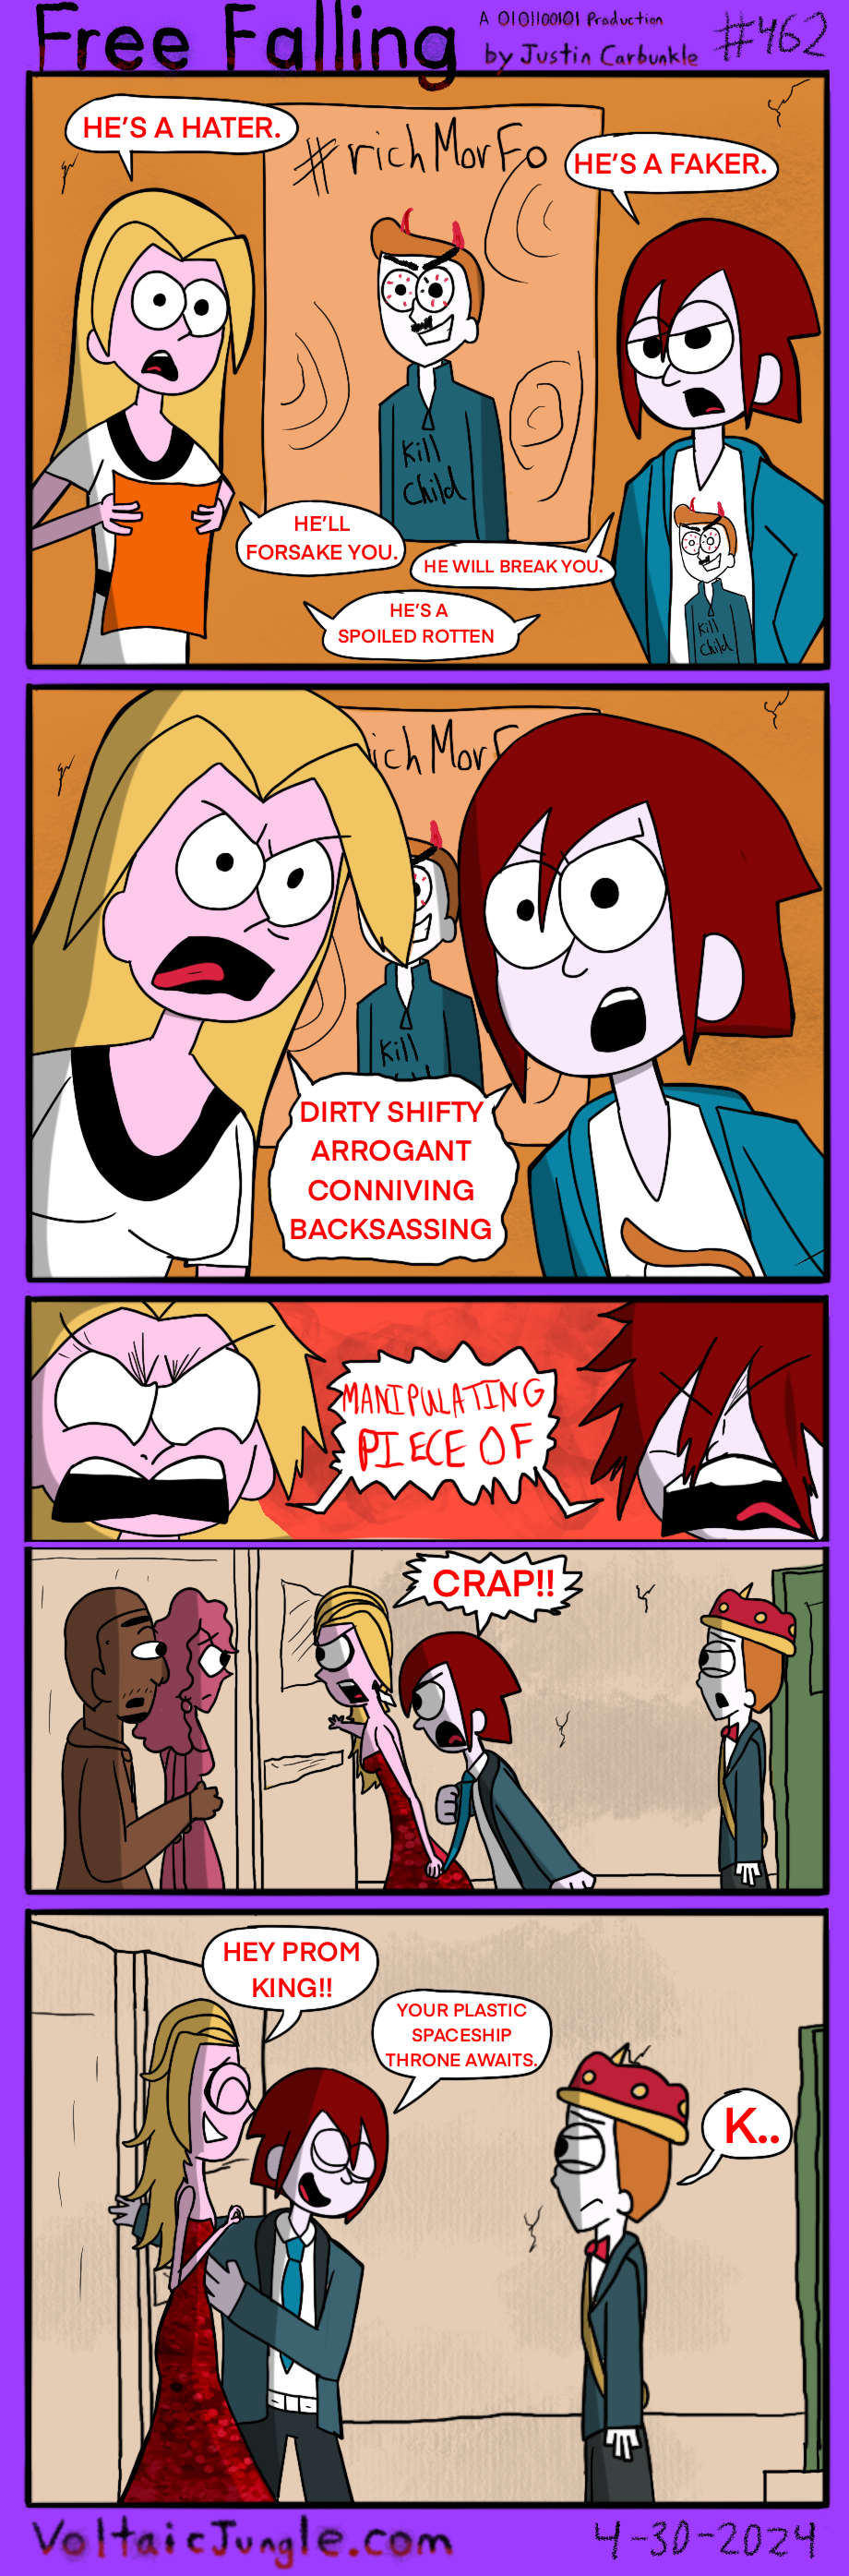 Free Falling
A 0101100101 Production
by Justin Carbunkle
#462
HE'S A HATER.
#richMorFo
HE'S A FAKER.
Kill
Child
Kill
Child
HE'LL
FORSAKE YOU.
HE WILL BREAK YOU.
HE'S A
SPOILED ROTTEN
ichMorF
Kill
DIRTY SHIFTY
ARROGANT
CONNIVING
BACKSASSING
MANIPULATING
PIECE OF
CRAP!!
HEY PROM
KING!!
YOUR PLASTIC
SPACESHIP
THRONE AWAITS.
K..
VoltaicJungle.com
4-30-2024